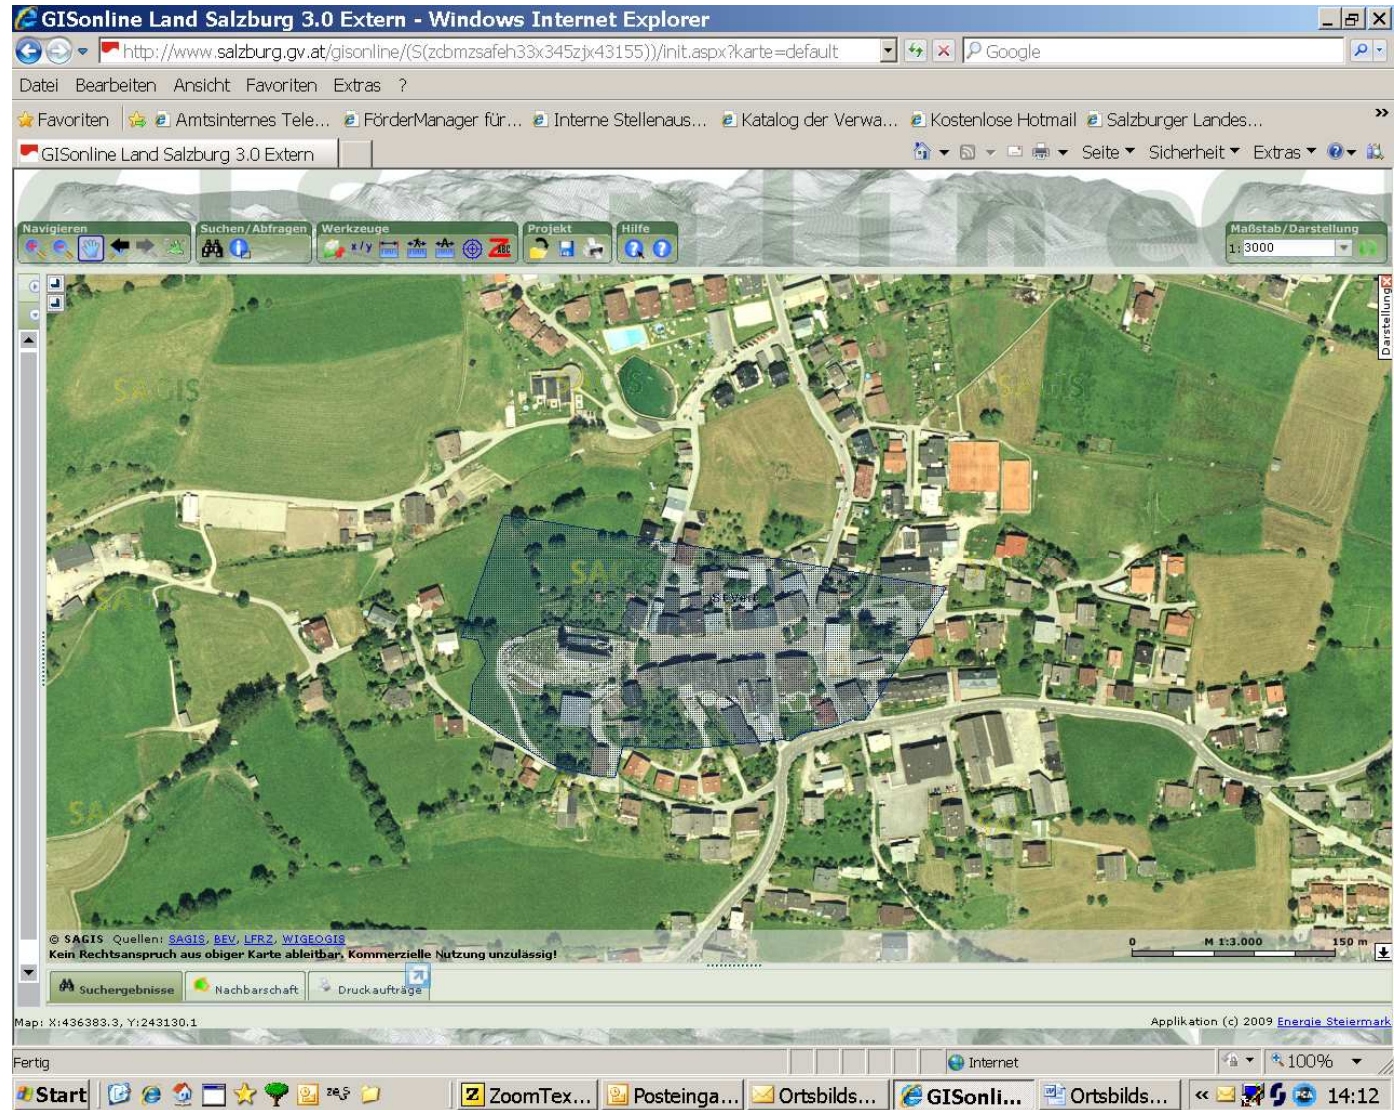 GISonline Land Salzburg 3.0 Extern - Windows Internet Explorer
http://www.salzburg.gv.at/gisonline/(S(zcbmzsafeh33x345zjx43155))/init.aspx?karte=default
Google
Datei Bearbeiten Ansicht Favoriten Extras ?
Favoriten Amtsinternes Tele... FörderManager für... Interne Stellenaus... Katalog der Verwa... Kostenlose Hotmail Salzburger Landes... »
GISonline Land Salzburg 3.0 Extern
Seite Sicherheit Extras
Navigieren Suchen/Abfragen Werkzeuge Projekt Hilfe Maßstab/Darstellung
x/y ABC 1: 3000
Darstellung
SAGIS
© SAGIS Quellen: SAGIS, BEV, LFRZ, WIGEOGIS
Kein Rechtsanspruch aus obiger Karte ableitbar. Kommerzielle Nutzung unzulässig!
0 M 1:3.000 150 m
Suchergebnisse Nachbarschaft Druckaufträge
Map: X:436383.3, Y:243130.1
Applikation (c) 2009 Energie Steiermark
Fertig
Internet
100%
Start ZoomTex... Posteinga... Ortsbilds... GISonli... Ortsbilds... « 14:12